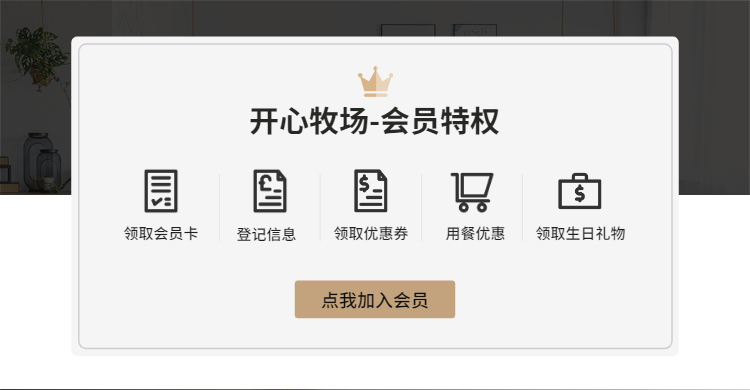 开心牧场-会员特权
领取会员卡
登记信息
领取优惠券
用餐优惠
领取生日礼物
点我加入会员